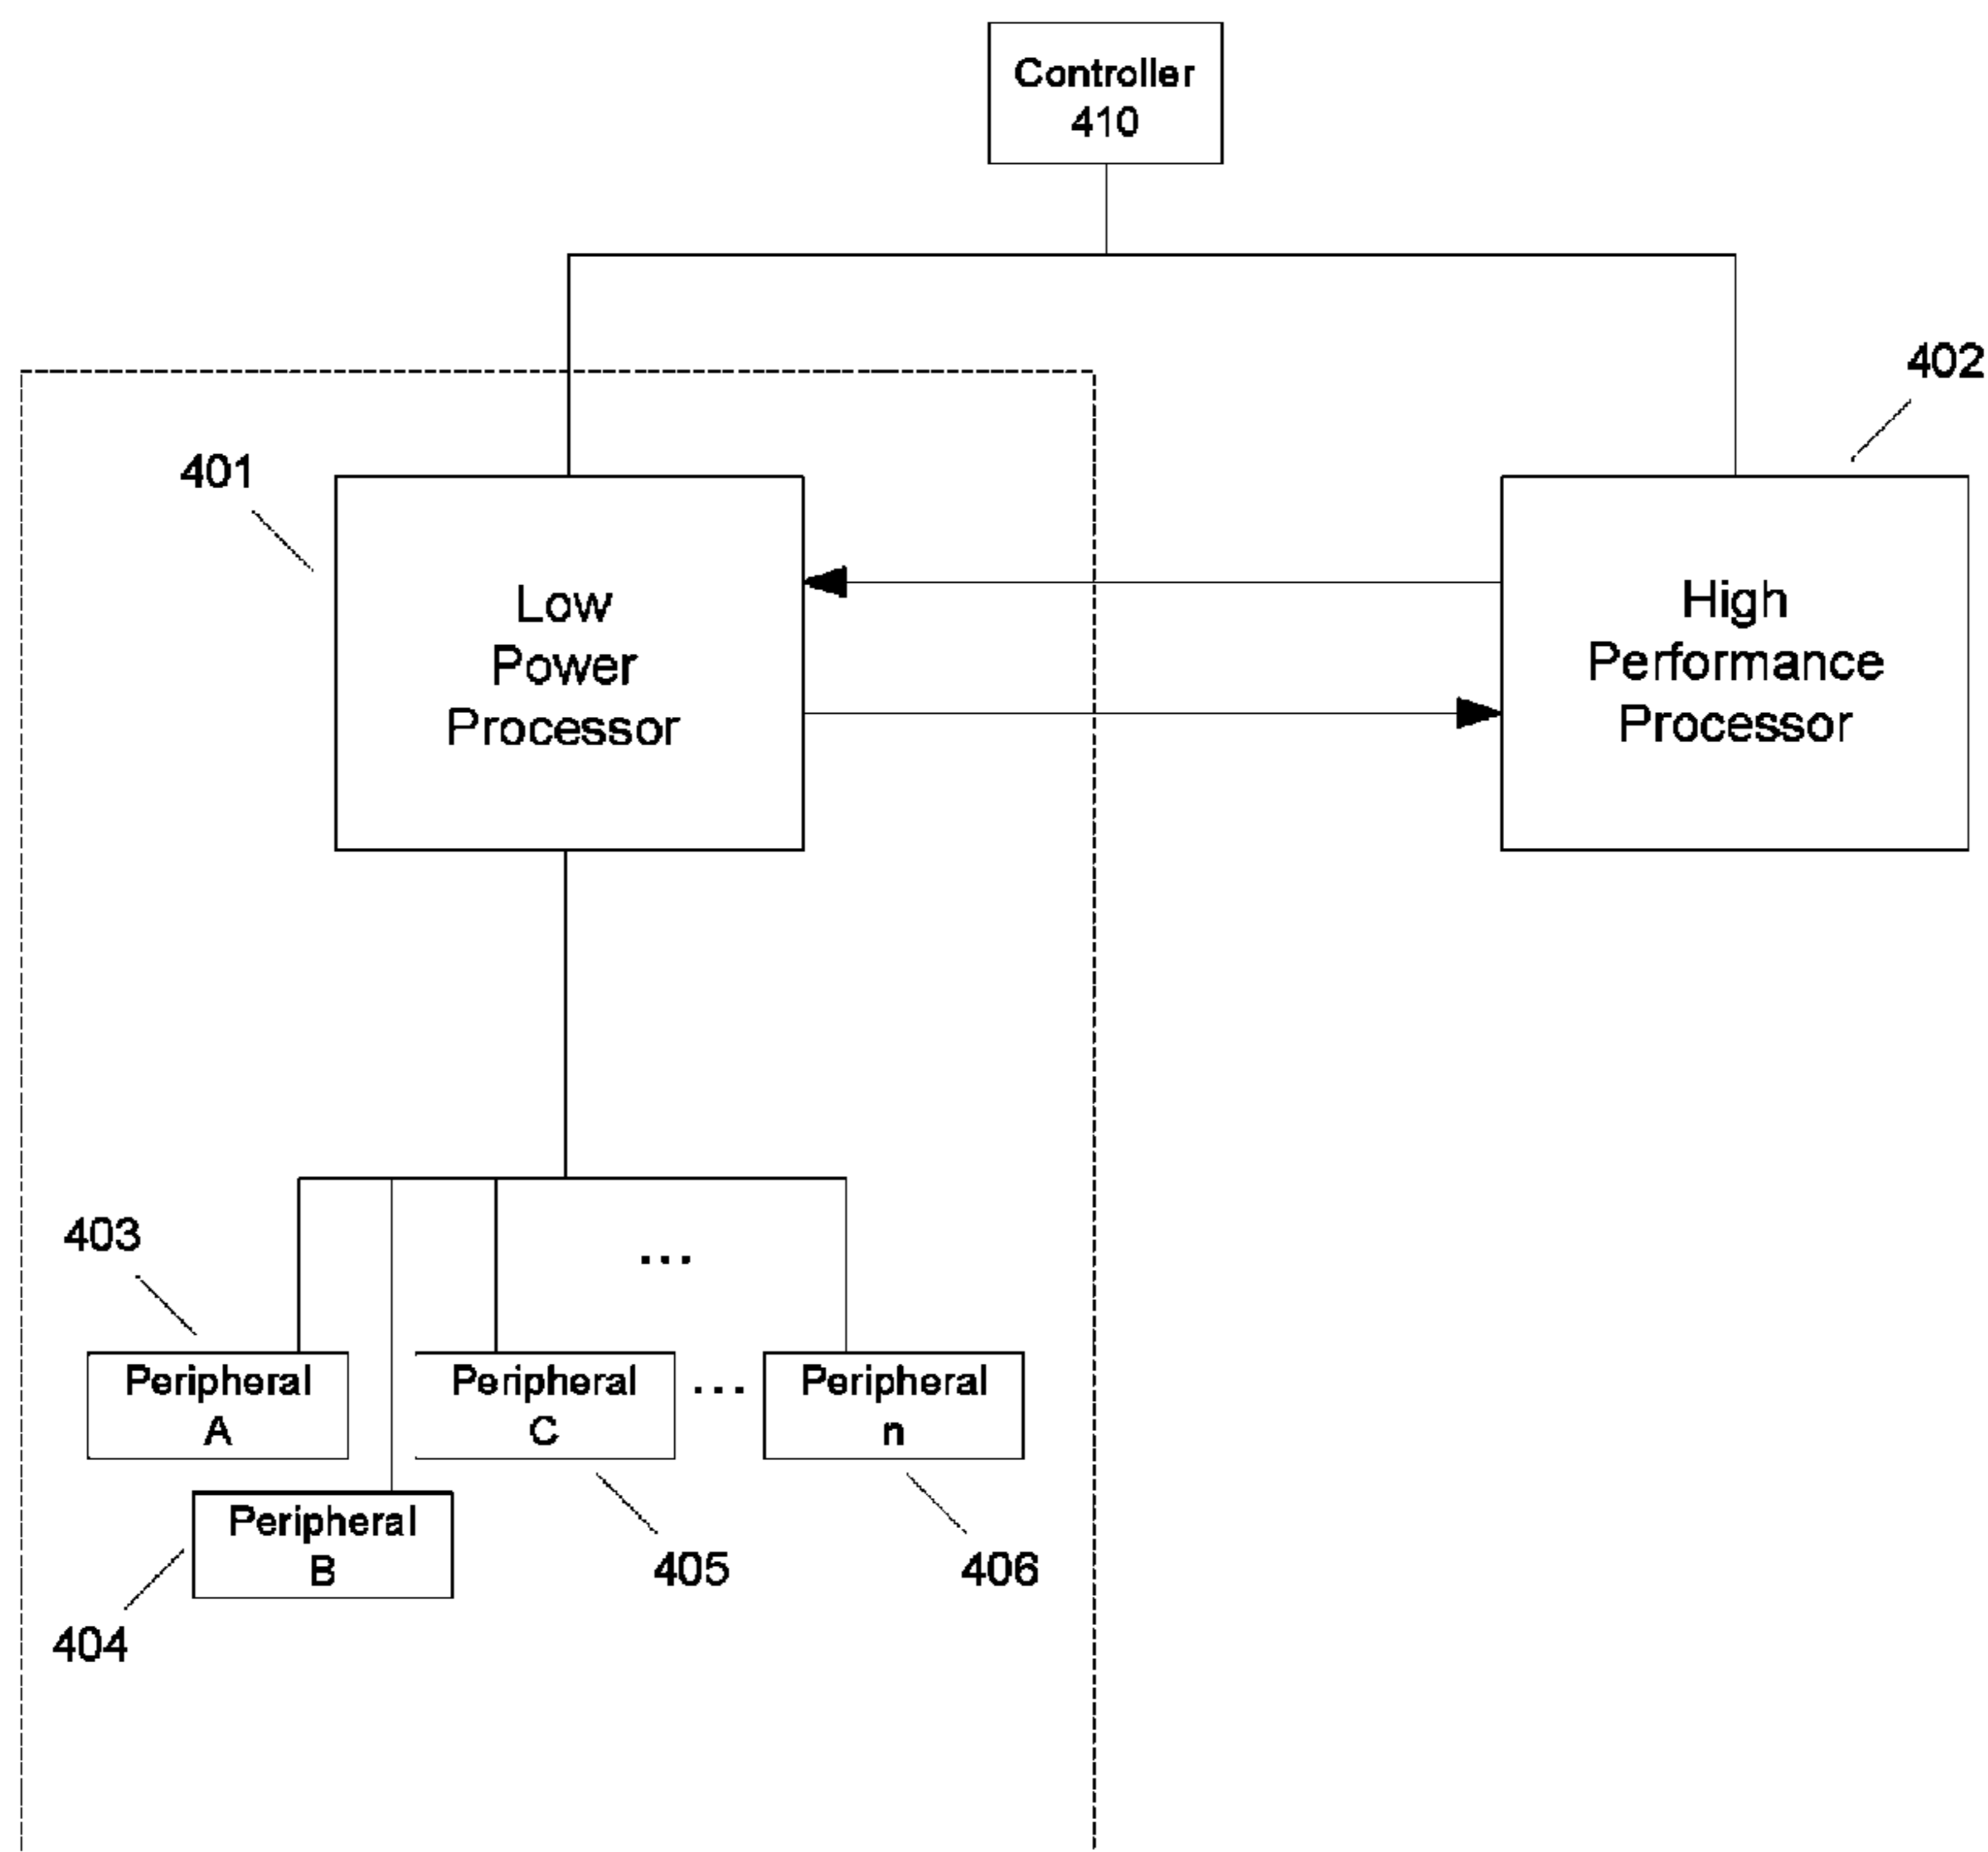 Controller
410
402
401
Low
Power
Processor
High
Performance
Processor
403
...
Peripheral
A
Peripheral
C
...
Peripheral
n
Peripheral
B
405
406
404